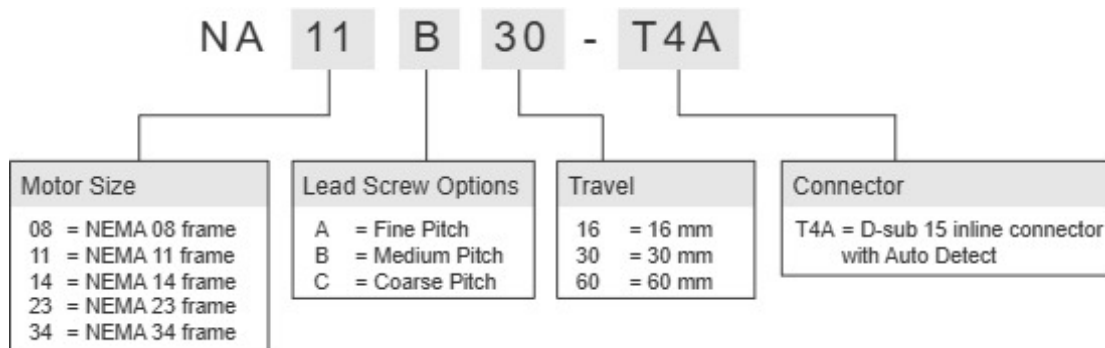 NA 11 B 30 - T4A
Motor Size
08 = NEMA 08 frame
11 = NEMA 11 frame
14 = NEMA 14 frame
23 = NEMA 23 frame
34 = NEMA 34 frame
Lead Screw Options
A = Fine Pitch
B = Medium Pitch
C = Coarse Pitch
Travel
16 = 16 mm
30 = 30 mm
60 = 60 mm
Connector
T4A = D-sub 15 inline connector
with Auto Detect